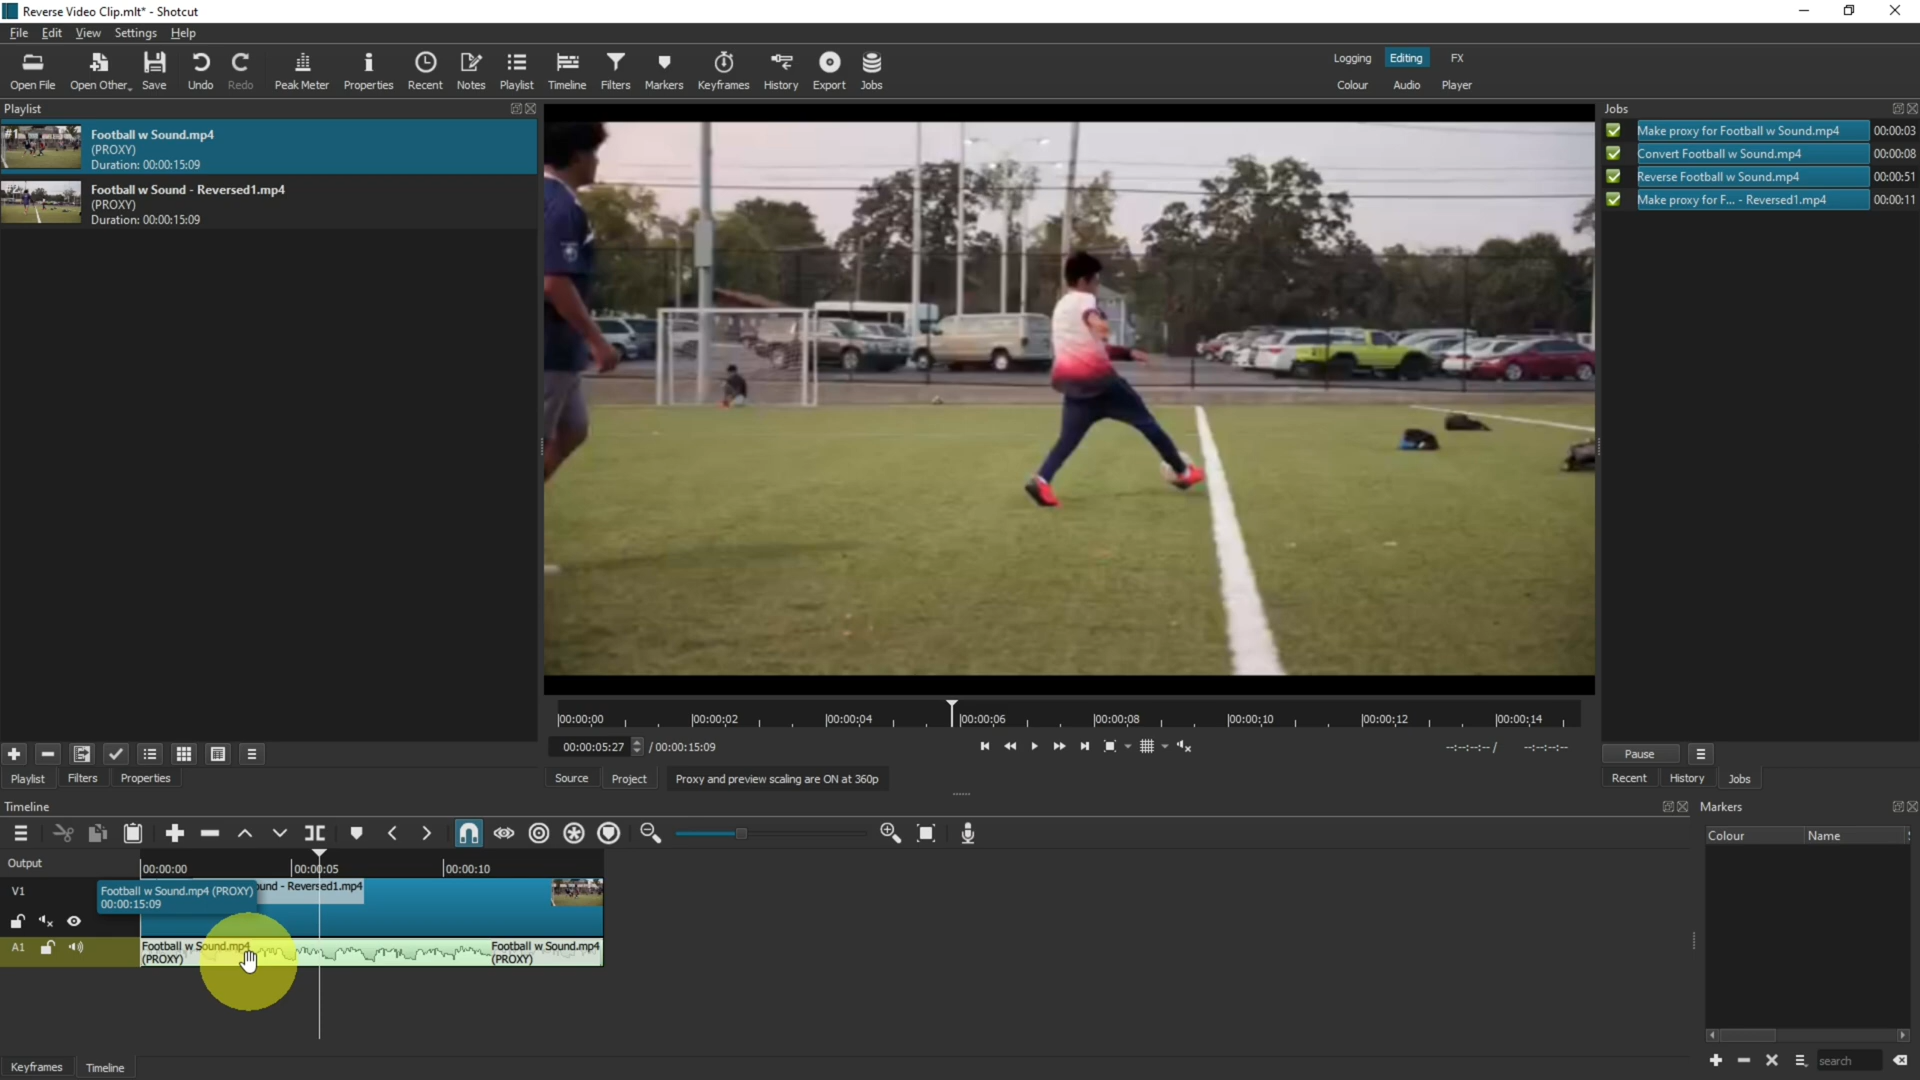 Reverse Video Clip.mlt* - Shotcut
File Edit View Settings Help
Open File Open Other Save Undo Redo Peak Meter Properties Recent Notes Playlist Timeline Filters Markers Keyframes History Export Jobs
Logging Editing FX
Colour Audio Player
Playlist
#1
Football w Sound.mp4
(PROXY)
Duration: 00:00:15:09
#2
Football w Sound - Reversed1.mp4
(PROXY)
Duration: 00:00:15:09
Playlist Filters Properties
|00:00:00 |00:00;02 |00:00;04 |00:00;06 |00:00;08 |00:00;10 |00:00;12 |00:00;14
00:00:05:27 / 00:00:15:09
--:--:--:-- / --:--:--:--
Source Project Proxy and preview scaling are ON at 360p
Jobs
Make proxy for Football w Sound.mp4 00:00:03
Convert Football w Sound.mp4 00:00:08
Reverse Football w Sound.mp4 00:00:51
Make proxy for F... - Reversed1.mp4 00:00:11
Pause
Recent History Jobs
Timeline
Output
00:00:00 00:00:05 00:00:10
V1
Football w Sound.mp4 (PROXY)
00:00:15:09
ound - Reversed1.mp4
A1
Football w Sound.mp4
(PROXY)
Football w Sound.mp4
(PROXY)
Keyframes Timeline
Markers
Colour Name
search